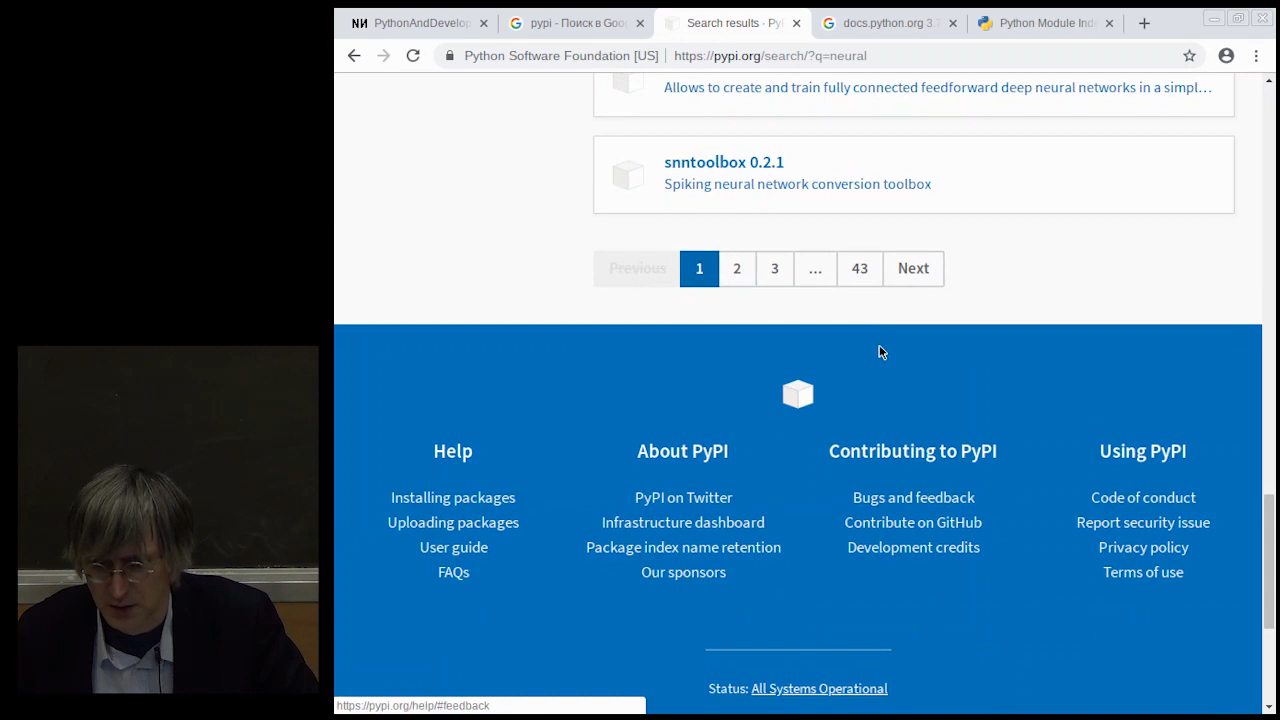 PythonAndDevelop
pypi - Поиск в Goo
Search results · Py
docs.python.org 3.7
Python Module Ind
Python Software Foundation [US]
https://pypi.org/search/?q=neural
Allows to create and train fully connected feedforward deep neural networks in a simpl…
snntoolbox 0.2.1
Spiking neural network conversion toolbox
Previous 1 2 3 ... 43 Next
Help
Installing packages
Uploading packages
User guide
FAQs
About PyPI
PyPI on Twitter
Infrastructure dashboard
Package index name retention
Our sponsors
Contributing to PyPI
Bugs and feedback
Contribute on GitHub
Development credits
Using PyPI
Code of conduct
Report security issue
Privacy policy
Terms of use
Status: All Systems Operational
https://pypi.org/help/#feedback